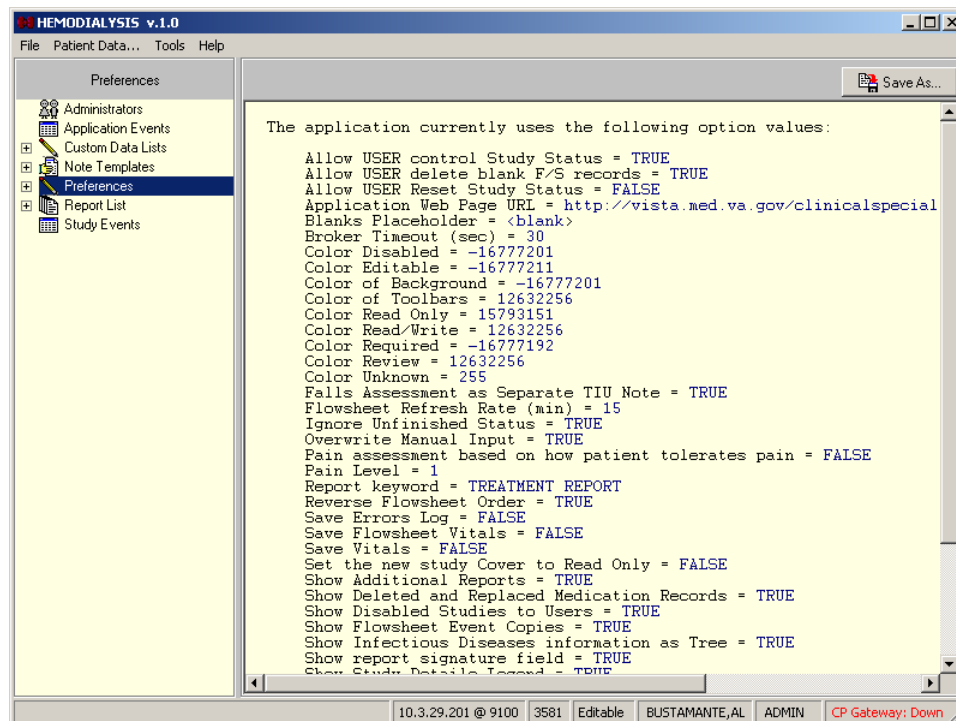 HEMODIALYSIS v.1.0
File Patient Data... Tools Help
Preferences
Save As...
Administrators
Application Events
Custom Data Lists
Note Templates
Preferences
Report List
Study Events
The application currently uses the following option values:
Allow USER control Study Status = TRUE
Allow USER delete blank F/S records = TRUE
Allow USER Reset Study Status = FALSE
Application Web Page URL = http://vista.med.va.gov/clinicalspecial
Blanks Placeholder = <blank>
Broker Timeout (sec) = 30
Color Disabled = -16777201
Color Editable = -16777211
Color of Background = -16777201
Color of Toolbars = 12632256
Color Read Only = 15793151
Color Read/Write = 12632256
Color Required = -16777192
Color Review = 12632256
Color Unknown = 255
Falls Assessment as Separate TIU Note = TRUE
Flowsheet Refresh Rate (min) = 15
Ignore Unfinished Status = TRUE
Overwrite Manual Input = TRUE
Pain assessment based on how patient tolerates pain = FALSE
Pain Level = 1
Report keyword = TREATMENT REPORT
Reverse Flowsheet Order = TRUE
Save Errors Log = FALSE
Save Flowsheet Vitals = FALSE
Save Vitals = FALSE
Set the new study Cover to Read Only = FALSE
Show Additional Reports = TRUE
Show Deleted and Replaced Medication Records = TRUE
Show Disabled Studies to Users = TRUE
Show Flowsheet Event Copies = TRUE
Show Infectious Diseases information as Tree = TRUE
Show report signature field = TRUE
Show Study Details Legend = TRUE
10.3.29.201 @ 9100 3581 Editable BUSTAMANTE,AL ADMIN CP Gateway: Down